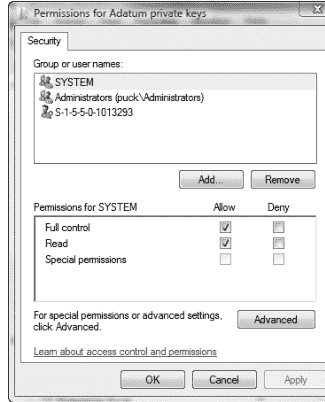 Permissions for Adatum private keys
Security
Group or user names:
SYSTEM
Administrators (puck\Administrators)
S-1-5-5-0-1013293
Add...
Remove
Permissions for SYSTEM Allow Deny
Full control
Read
Special permissions
For special permissions or advanced settings, click Advanced.
Advanced
Learn about access control and permissions
OK
Cancel
Apply